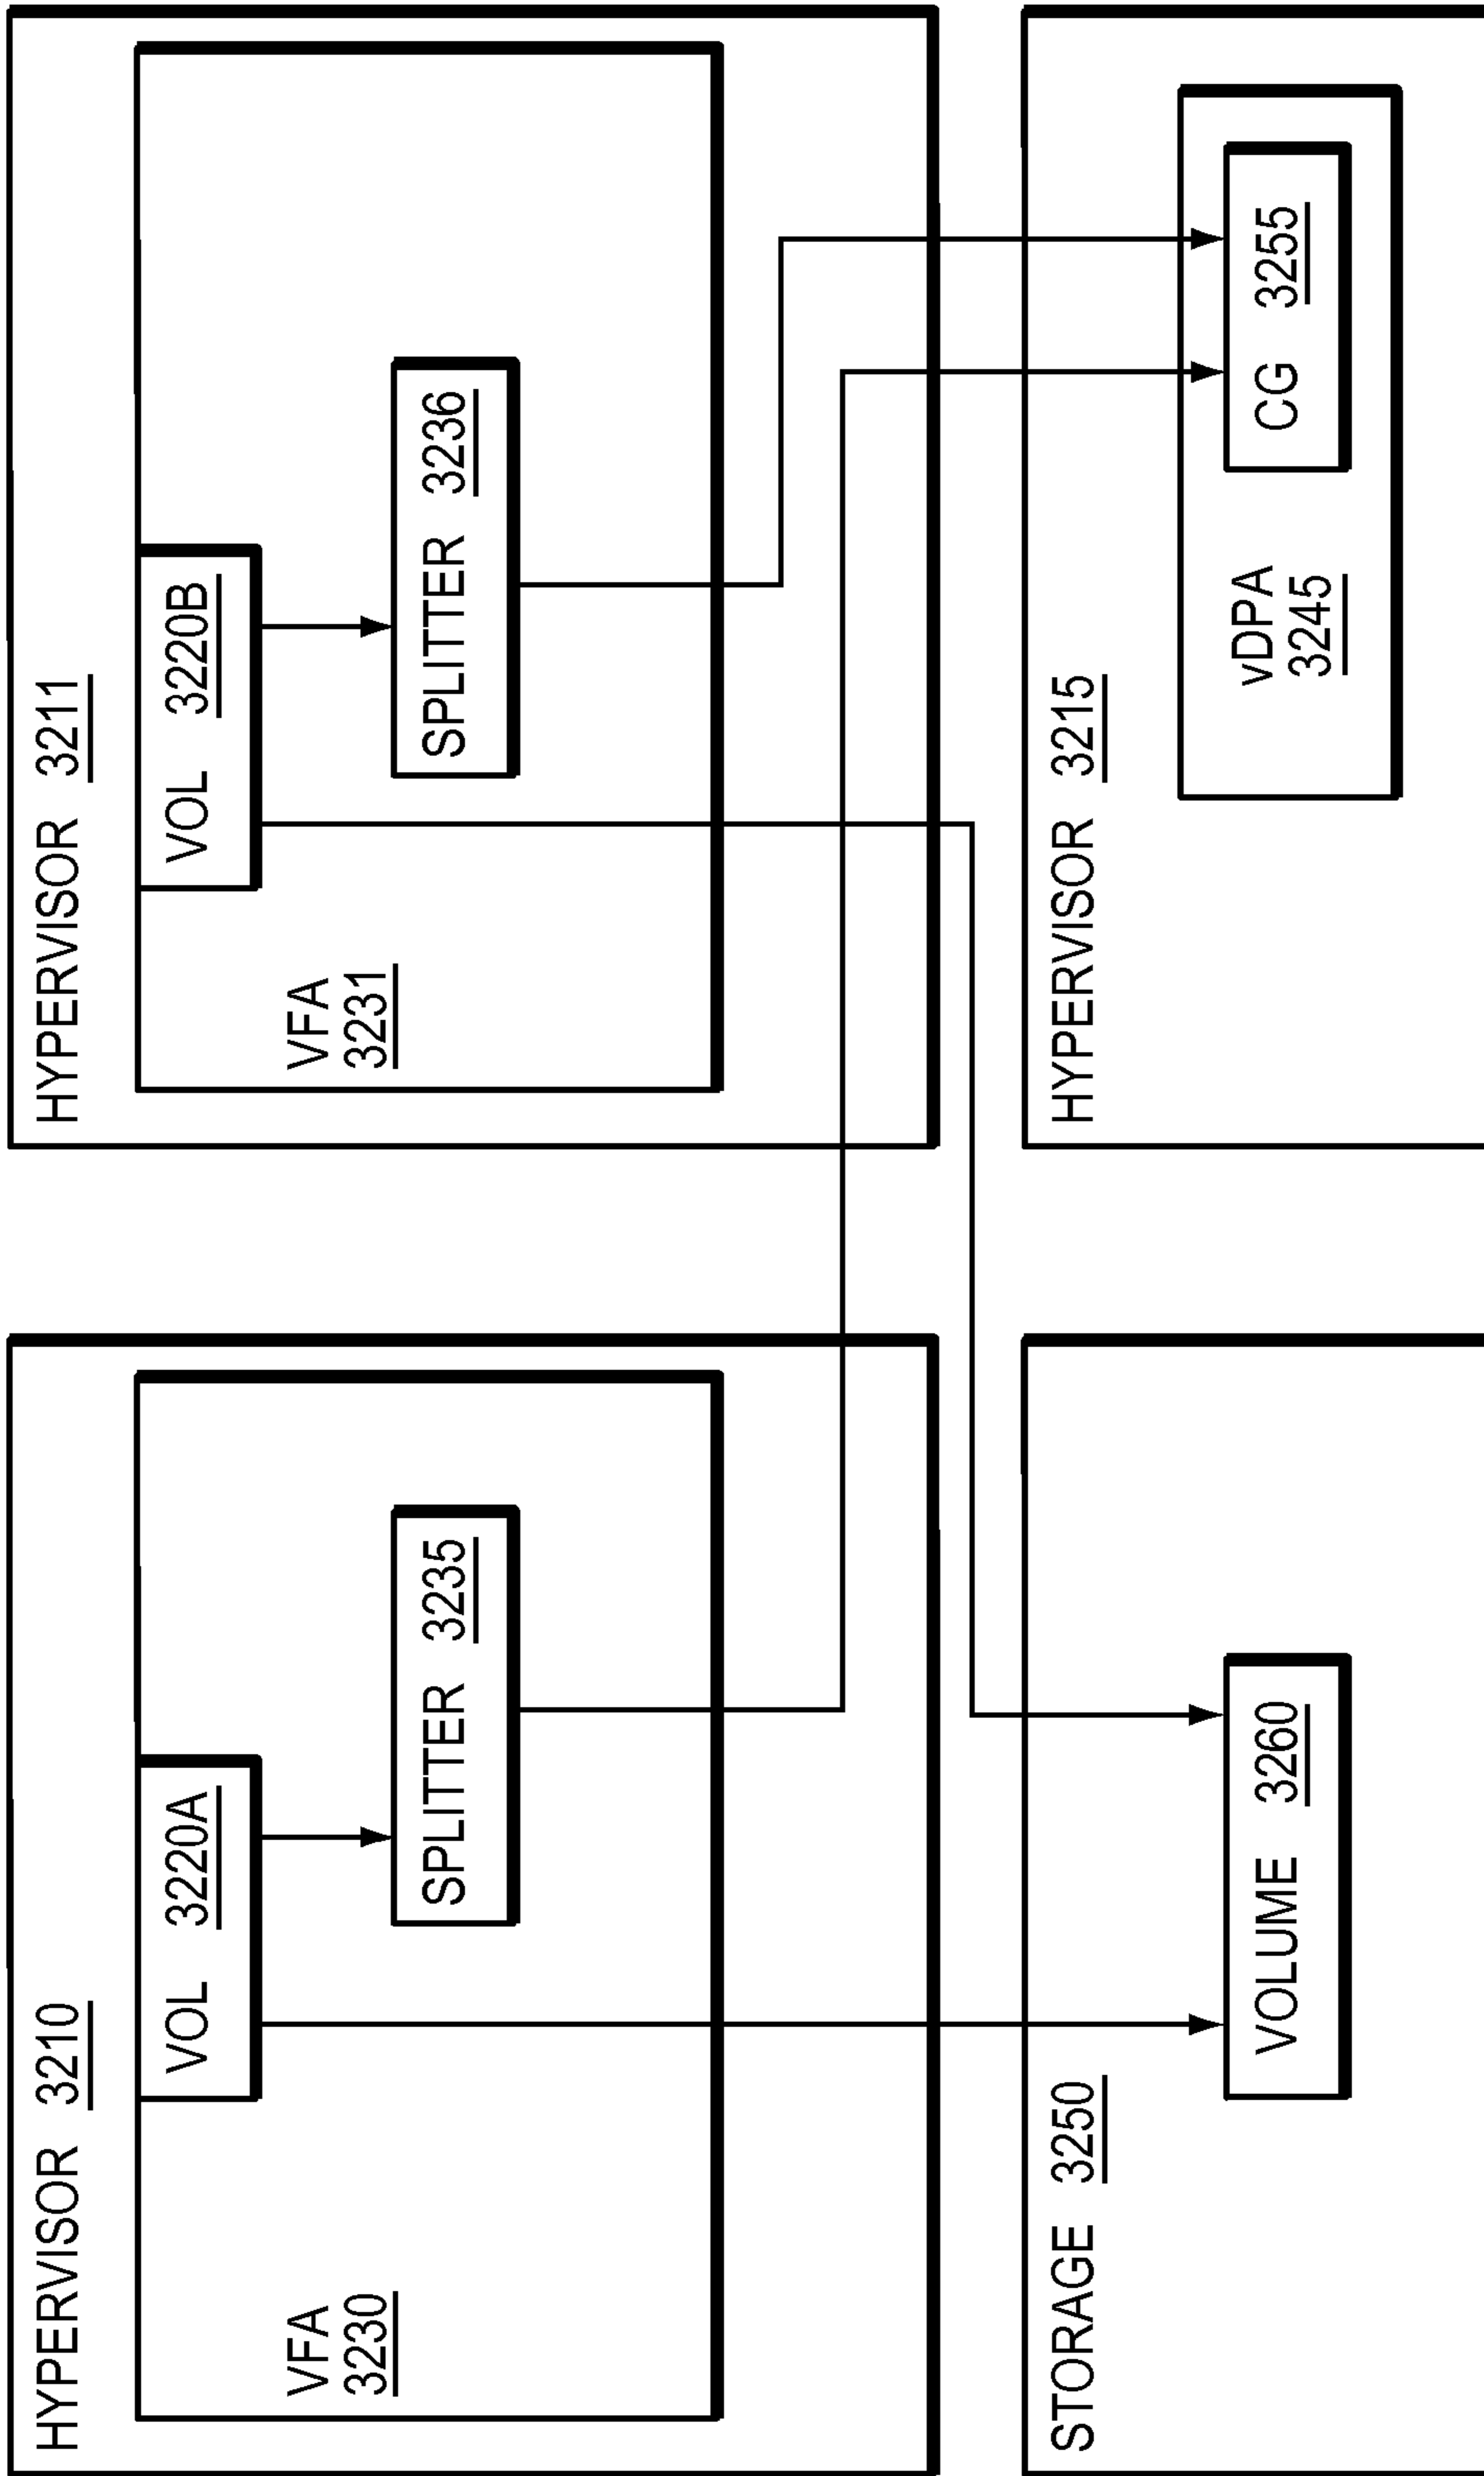 HYPERVISOR 3210
VOL 3220A
VFA
3230
SPLITTER 3235
HYPERVISOR 3211
VOL 3220B
VFA
3231
SPLITTER 3236
STORAGE 3250
VOLUME 3260
HYPERVISOR 3215
vDPA
3245
CG 3255